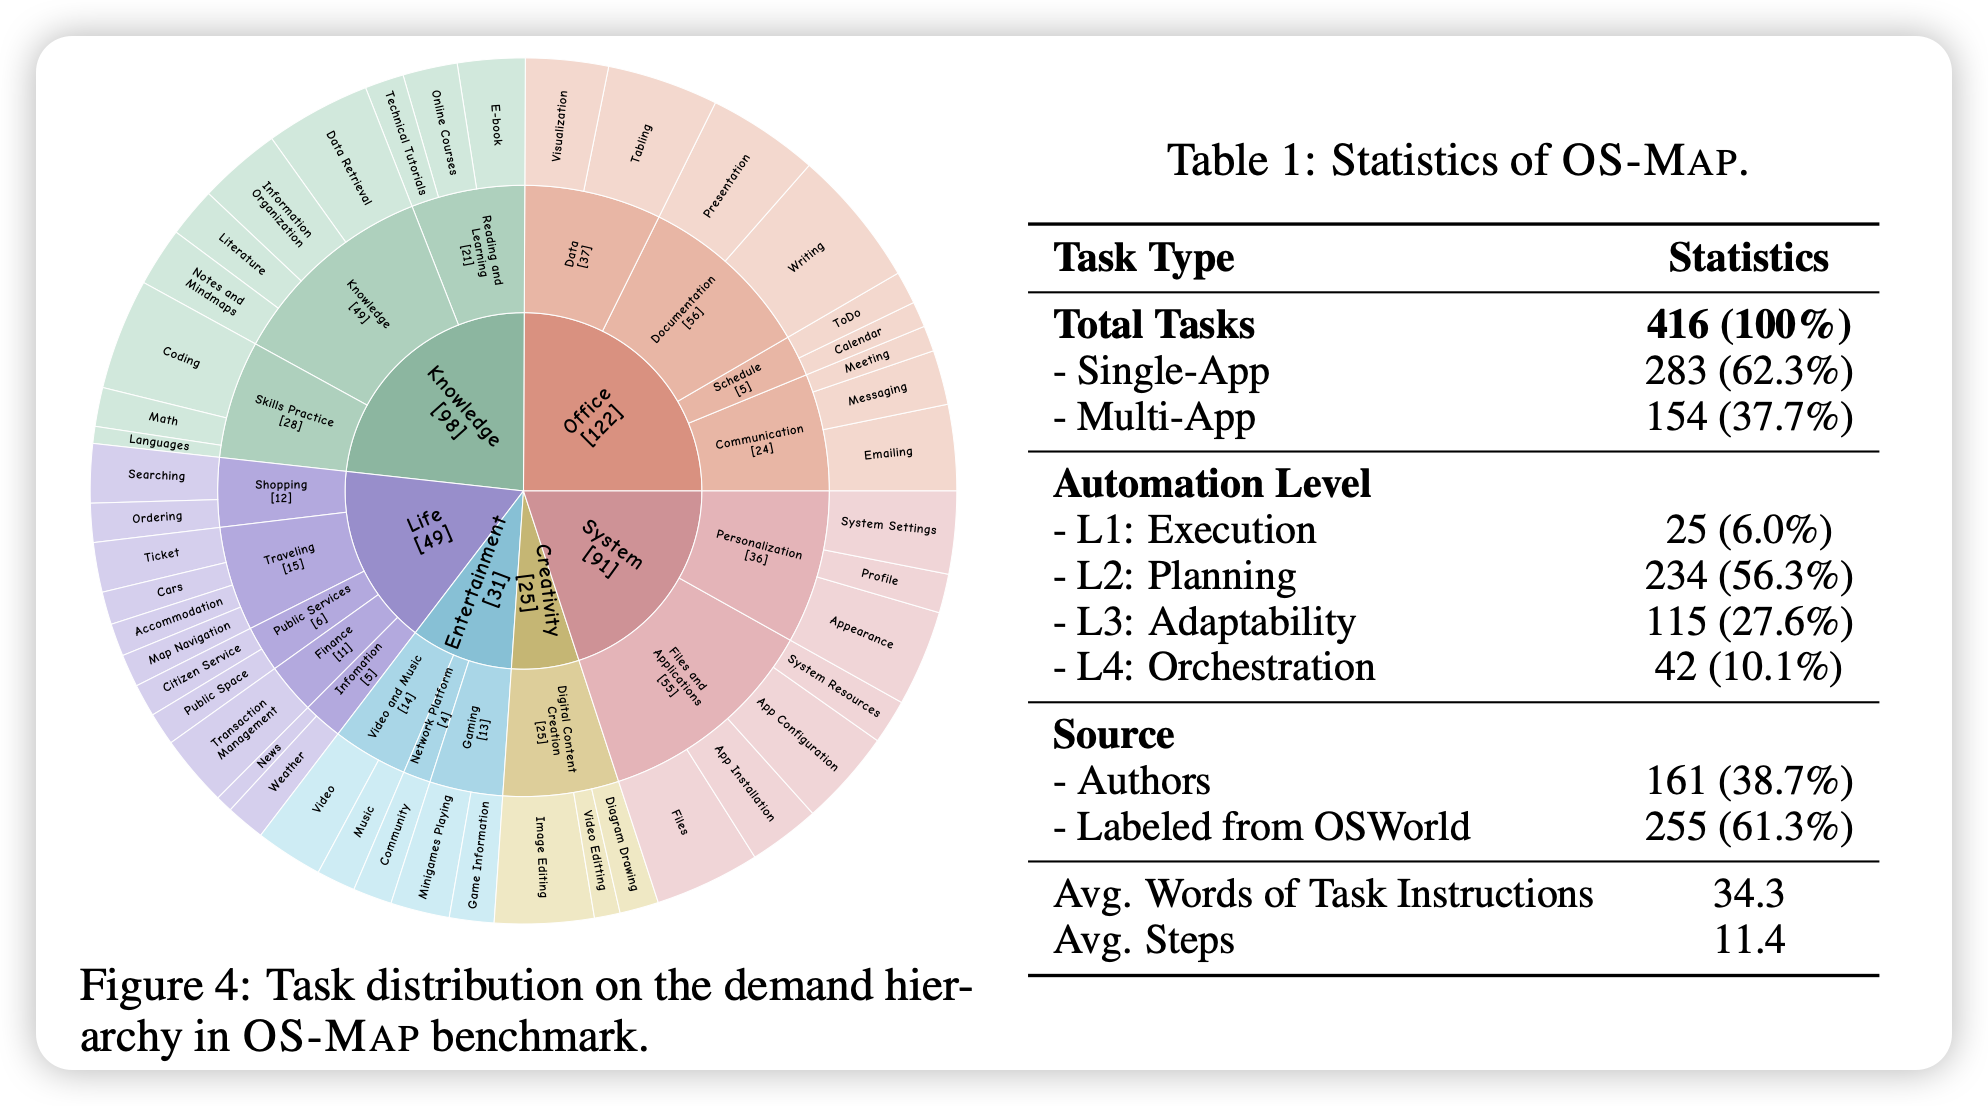 E-book
Online Courses
Technical Tutorials
Data Retrieval
Information
Organization
Literature
Notes and
Mindmaps
Coding
Math
Languages
Reading and
Learning
[21]
Knowledge
[49]
Skills Practice
[28]
Knowledge
[98]
Visualization
Tabling
Presentation
Writing
ToDo
Calendar
Meeting
Messaging
Emailing
Data
[37]
Documentation
[56]
Schedule
[5]
Communication
[24]
Office
[122]
Searching
Ordering
Ticket
Cars
Accommodation
Map Navigation
Citizen Service
Public Space
Transaction
Management
News
Weather
Shopping
[12]
Traveling
[15]
Public Services
[6]
Finance
[11]
Infomation
[5]
Life
[49]
Entertainment
[31]
Video and Music
[14]
Network Platform
[4]
Gaming
[13]
Video
Music
Community
Minigames Playing
Game Information
Creativity
[25]
Digital Content
Creation
[25]
Image Editing
Video Editting
Diagram Drawing
System
[91]
Personalization
[36]
Files and
Applications
[55]
System Settings
Profile
Appearance
System Resources
App Configuration
App Installation
Files
Figure 4: Task distribution on the demand hier-
archy in OS-MAP benchmark.
Table 1: Statistics of OS-MAP.
Task Type Statistics
Total Tasks 416 (100%)
- Single-App 283 (62.3%)
- Multi-App 154 (37.7%)
Automation Level
- L1: Execution 25 (6.0%)
- L2: Planning 234 (56.3%)
- L3: Adaptability 115 (27.6%)
- L4: Orchestration 42 (10.1%)
Source
- Authors 161 (38.7%)
- Labeled from OSWorld 255 (61.3%)
Avg. Words of Task Instructions 34.3
Avg. Steps 11.4